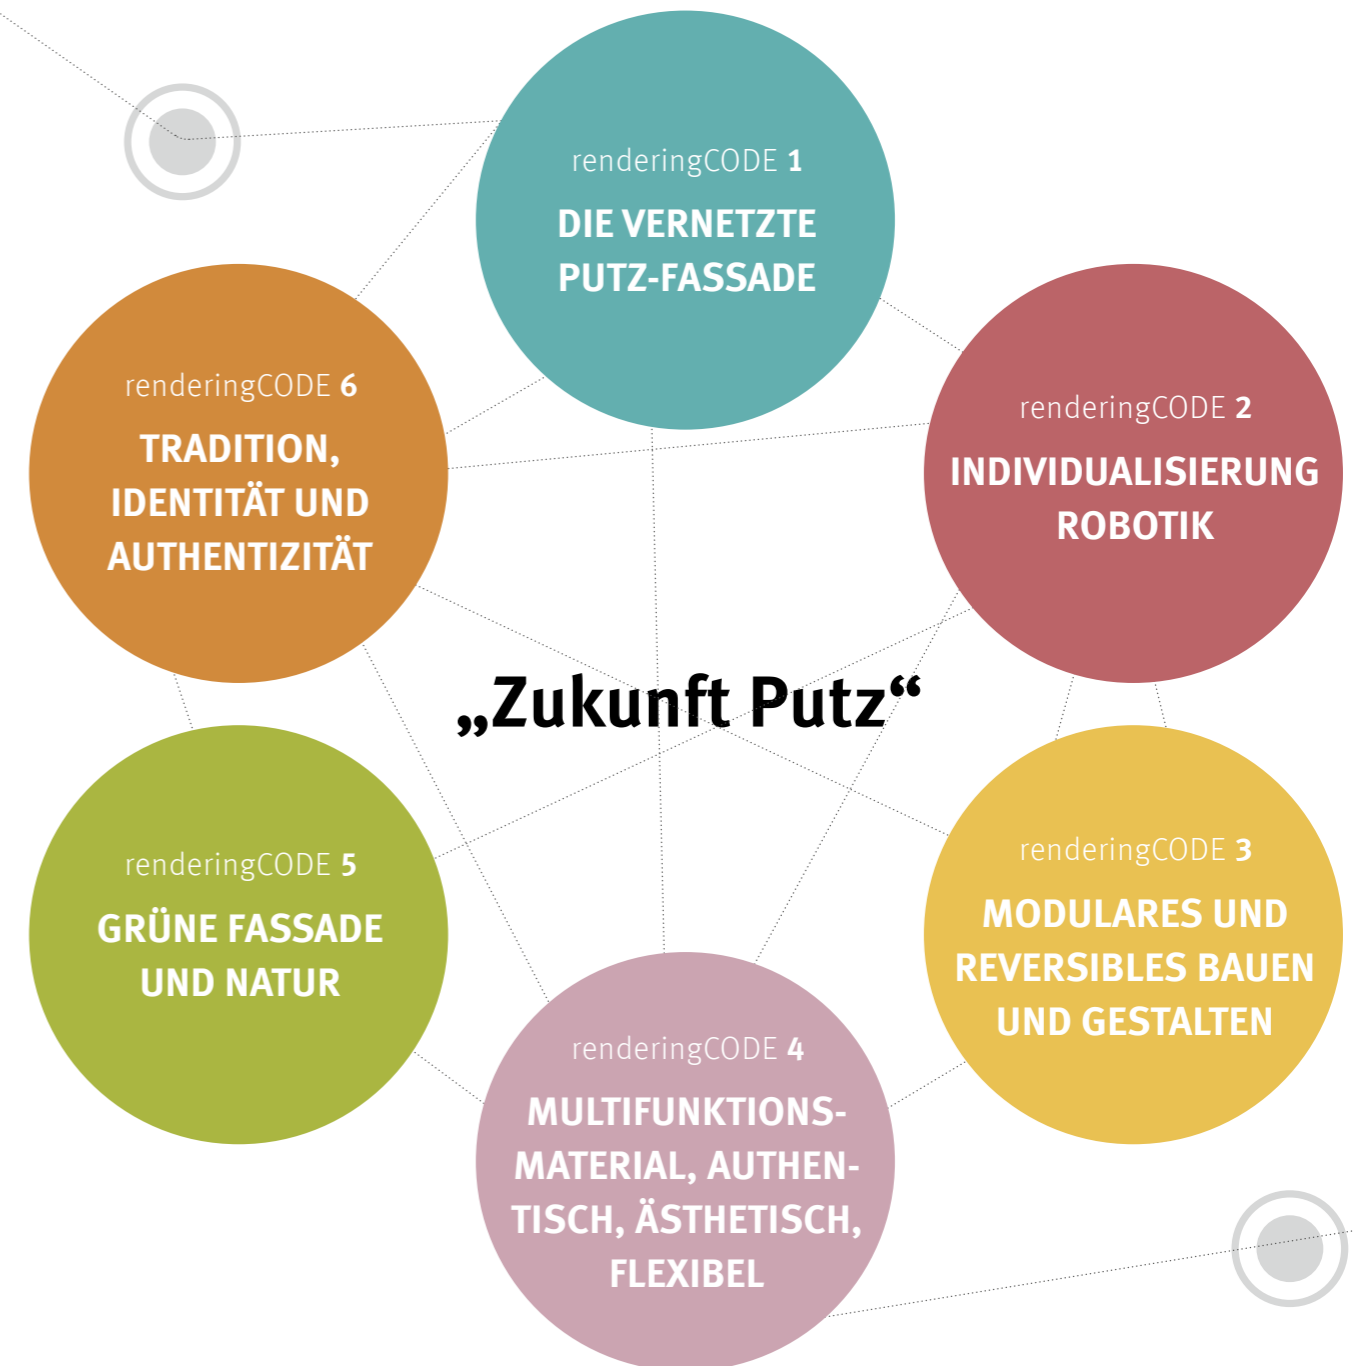 renderingCODE 1
DIE VERNETZTE
PUTZ-FASSADE
renderingCODE 2
INDIVIDUALISIERUNG
ROBOTIK
renderingCODE 6
TRADITION,
IDENTITÄT UND
AUTHENTIZITÄT
„Zukunft Putz“
renderingCODE 3
MODULARES UND
REVERSIBLES BAUEN
UND GESTALTEN
renderingCODE 5
GRÜNE FASSADE
UND NATUR
renderingCODE 4
MULTIFUNKTIONS-
MATERIAL, AUTHEN-
TISCH, ÄSTHETISCH,
FLEXIBEL